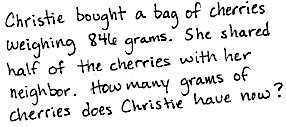 Christie bought a bag of cherries
weighing 846 grams. She shared
half of the cherries with her
neighbor. How many grams of
cherries does Christie have now?